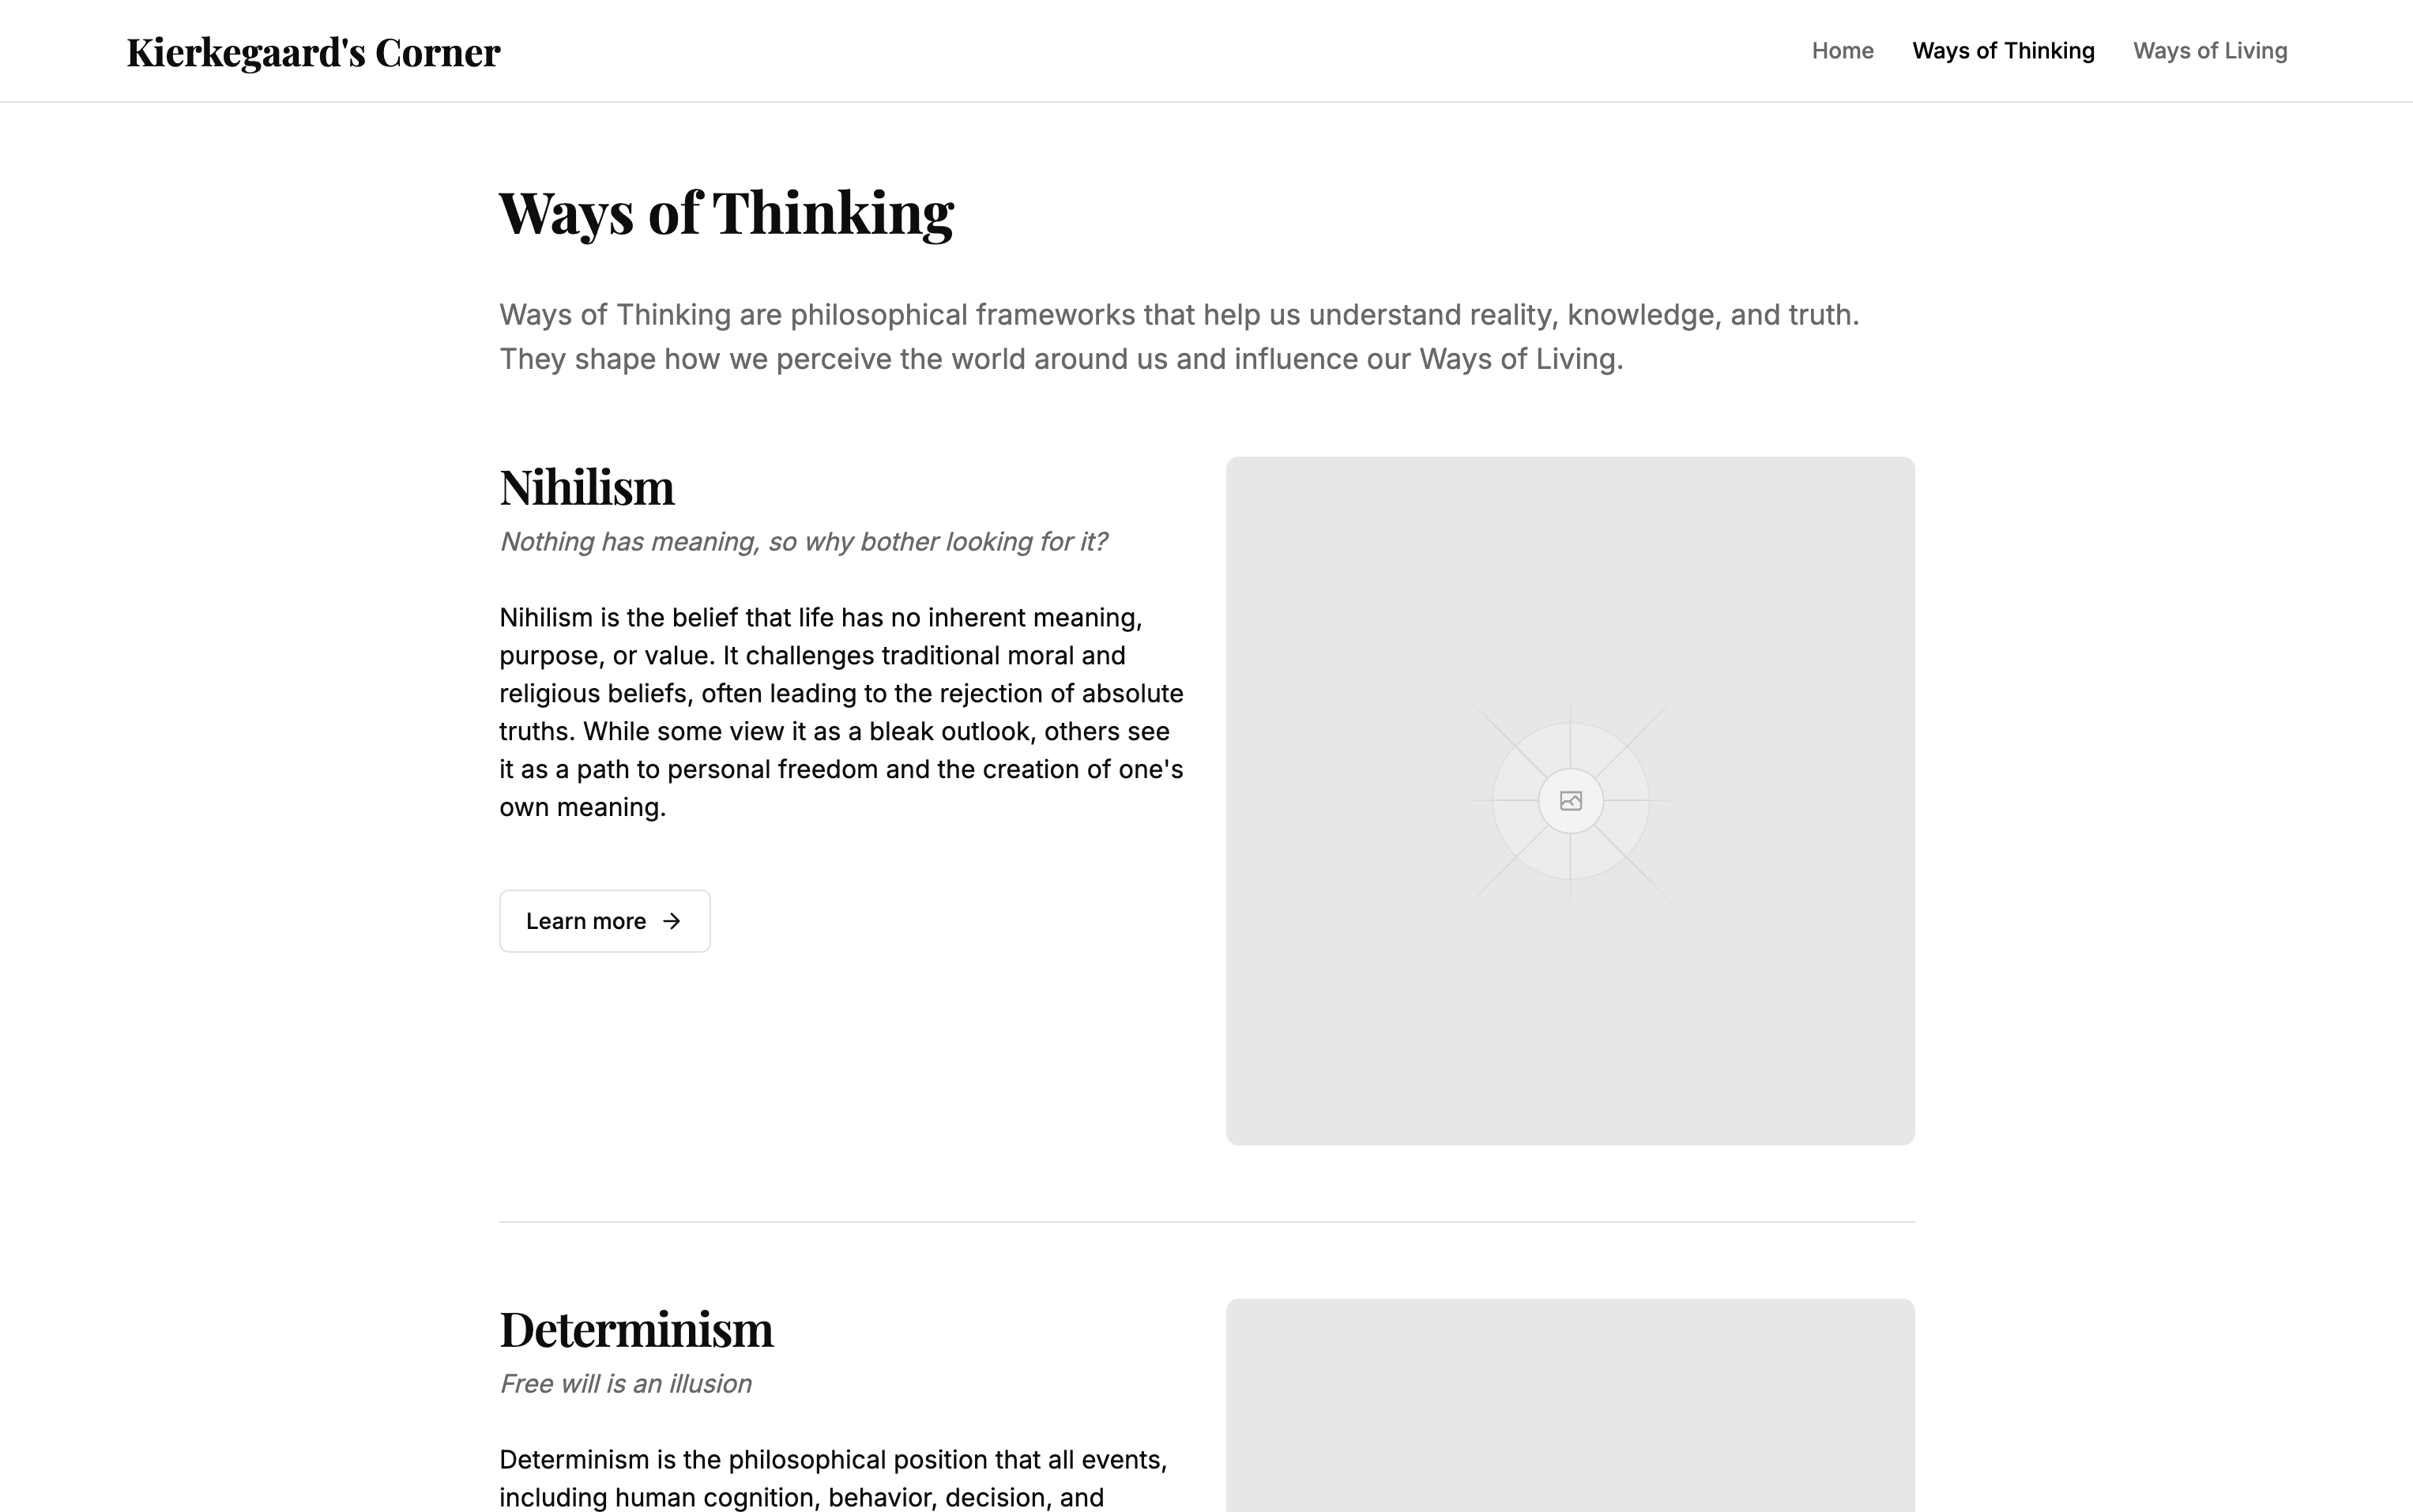 Kierkegaard's Corner
Home
Ways of Thinking
Ways of Living
Ways of Thinking
Ways of Thinking are philosophical frameworks that help us understand reality, knowledge, and truth.
They shape how we perceive the world around us and influence our Ways of Living.
Nihilism
Nothing has meaning, so why bother looking for it?
Nihilism is the belief that life has no inherent meaning,
purpose, or value. It challenges traditional moral and
religious beliefs, often leading to the rejection of absolute
truths. While some view it as a bleak outlook, others see
it as a path to personal freedom and the creation of one's
own meaning.
Learn more
Determinism
Free will is an illusion
Determinism is the philosophical position that all events,
including human cognition, behavior, decision, and